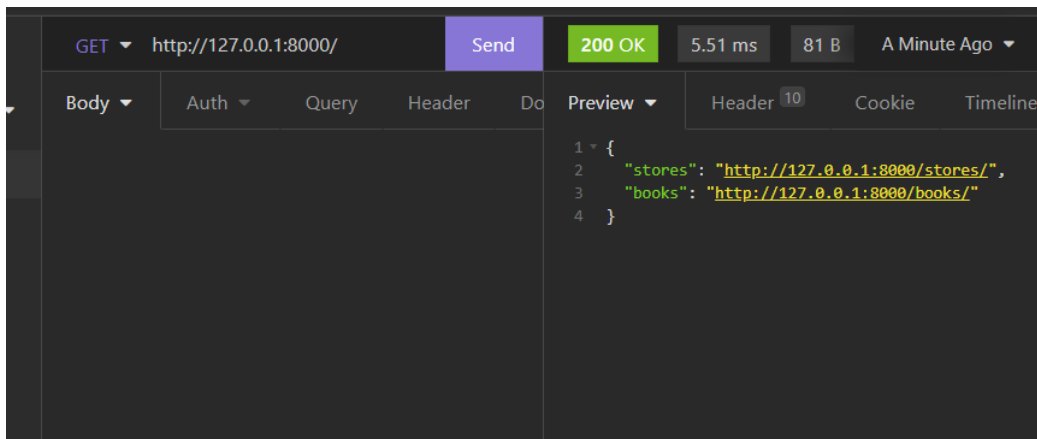 GET http://127.0.0.1:8000/ Send 200 OK 5.51 ms 81 B A Minute Ago
Body Auth Query Header Do Preview Header 10 Cookie Timeline
1 {
2 "stores": "http://127.0.0.1:8000/stores/",
3 "books": "http://127.0.0.1:8000/books/"
4 }